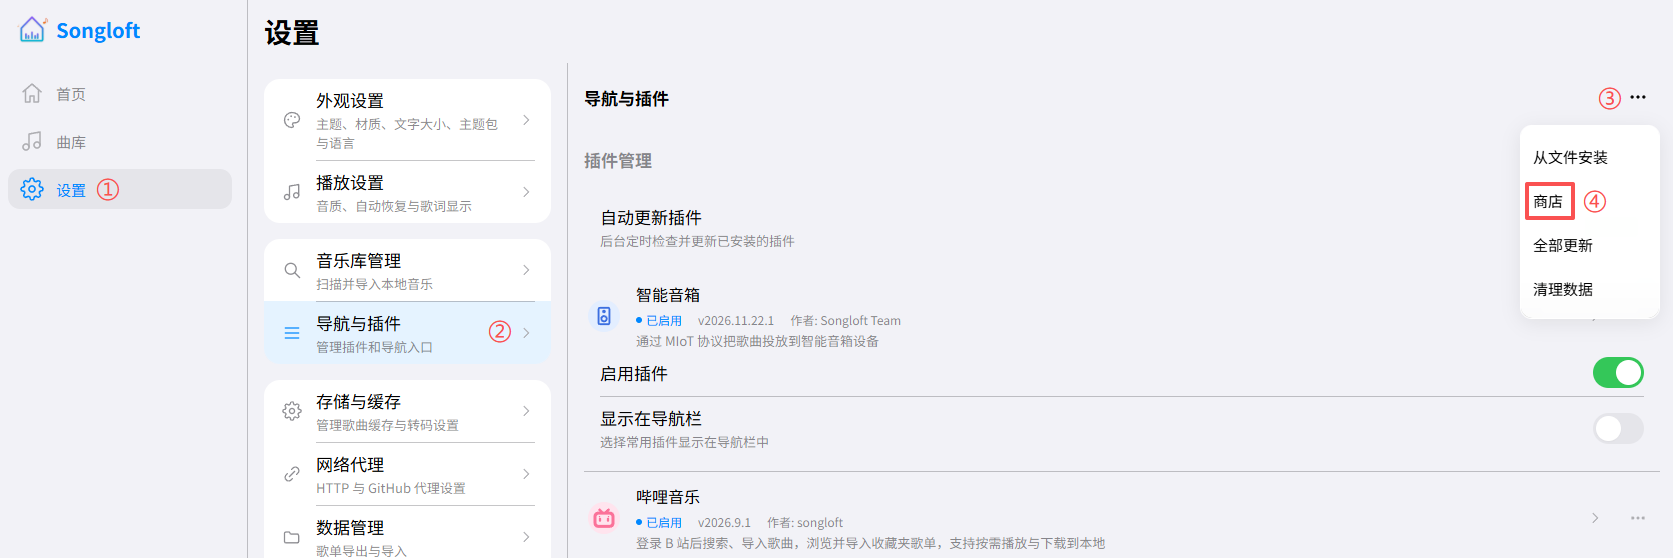 Songloft
首页
曲库
设置 ①
设置
外观设置
主题、材质、文字大小、主题包
与语言
播放设置
音质、自动恢复与歌词显示
音乐库管理
扫描并导入本地音乐
导航与插件
管理插件和导航入口
②
存储与缓存
管理歌曲缓存与转码设置
网络代理
HTTP 与 GitHub 代理设置
数据管理
歌单导出与导入
导航与插件
③ ···
从文件安装
商店 ④
全部更新
清理数据
插件管理
自动更新插件
后台定时检查并更新已安装的插件
智能音箱
已启用 v2026.11.22.1 作者: Songloft Team
通过 MIoT 协议把歌曲投放到智能音箱设备
启用插件
显示在导航栏
选择常用插件显示在导航栏中
哔哩音乐
已启用 v2026.9.1 作者: songloft
登录 B 站后搜索、导入歌曲，浏览并导入收藏夹歌单，支持按需播放与下载到本地